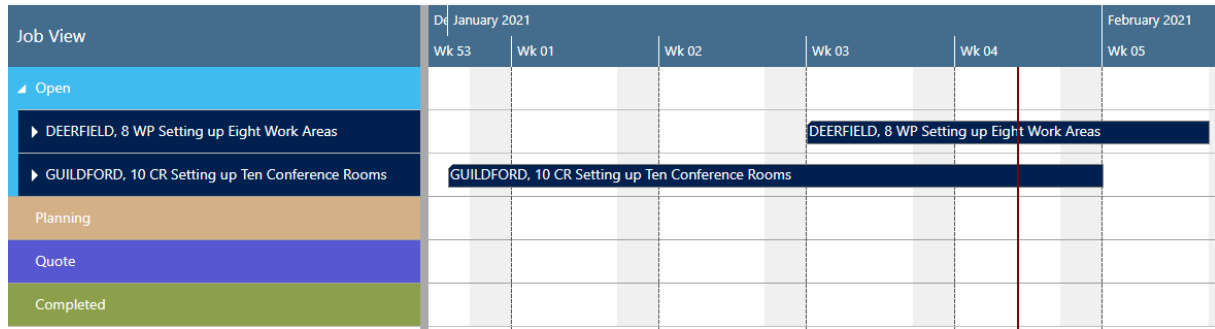 Job View
De January 2021
February 2021
Wk 53 Wk 01 Wk 02 Wk 03 Wk 04 Wk 05
Open
DEERFIELD, 8 WP Setting up Eight Work Areas
DEERFIELD, 8 WP Setting up Eight Work Areas
GUILDFORD, 10 CR Setting up Ten Conference Rooms
GUILDFORD, 10 CR Setting up Ten Conference Rooms
Planning
Quote
Completed